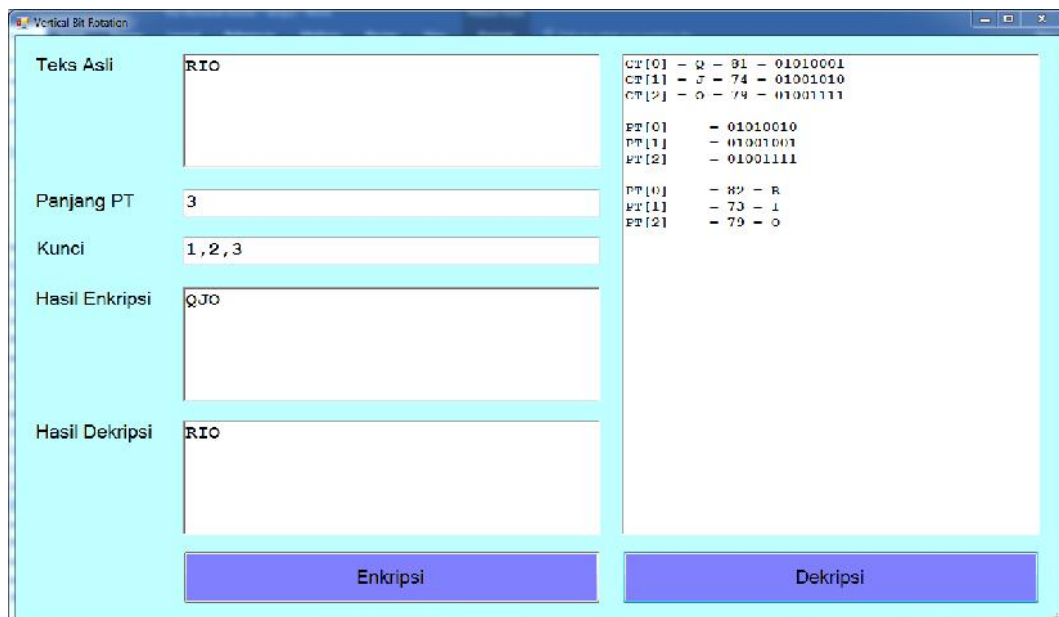 Vertical Bit Rotation
Teks Asli
RIO
Panjang PT
3
Kunci
1,2,3
Hasil Enkripsi
QJO
Hasil Dekripsi
RIO
Enkripsi
CT[0] - Q - 81 - 01010001
CT[1] - J - 74 - 01001010
CT[2] - O - 79 - 01001111
PT[0] - 01010010
PT[1] - 01001001
PT[2] - 01001111
PT[0] - 82 - R
PT[1] - 73 - I
PT[2] - 79 - O
Dekripsi